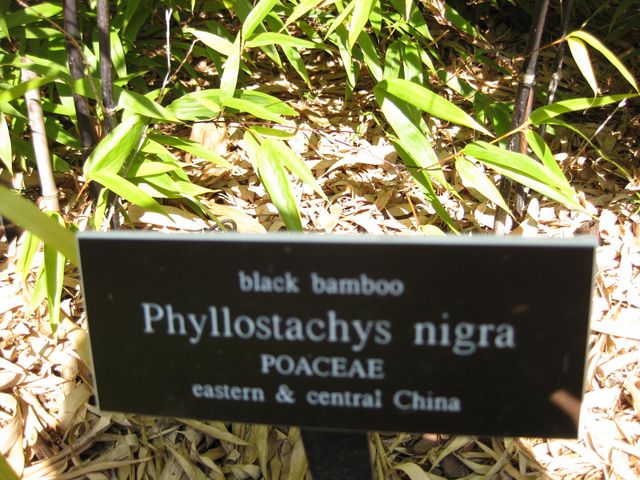 black bamboo
Phyllostachys nigra
POACEAE
eastern & central China